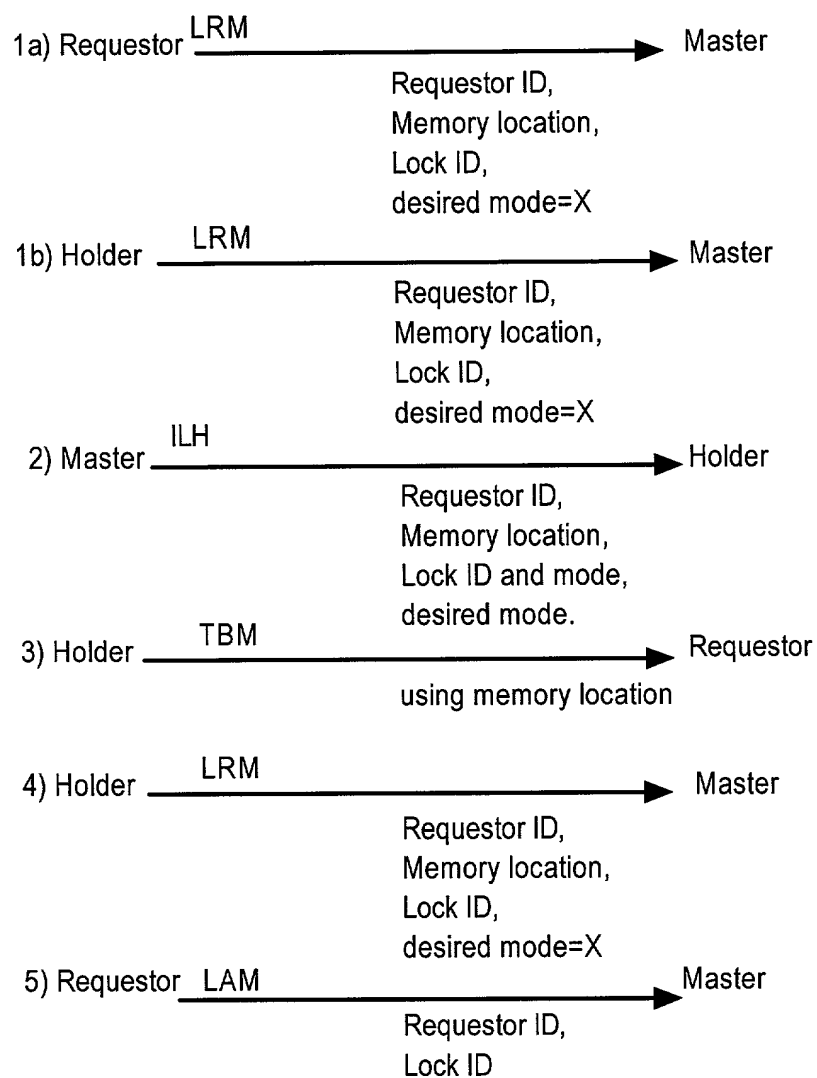 1a) Requestor LRM Master
Requestor ID,
Memory location,
Lock ID,
desired mode=X
1b) Holder LRM Master
Requestor ID,
Memory location,
Lock ID,
desired mode=X
2) Master ILH Holder
Requestor ID,
Memory location,
Lock ID and mode,
desired mode.
3) Holder TBM Requestor
using memory location
4) Holder LRM Master
Requestor ID,
Memory location,
Lock ID,
desired mode=X
5) Requestor LAM Master
Requestor ID,
Lock ID